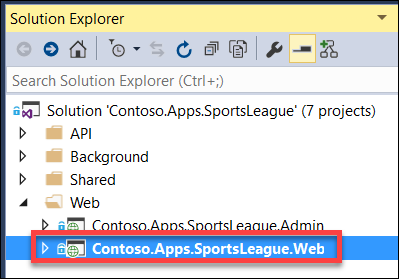 Solution Explorer
Search Solution Explorer (Ctrl+;)
Solution 'Contoso.Apps.SportsLeague' (7 projects)
API
Background
Shared
Web
Contoso.Apps.SportsLeague.Admin
Contoso.Apps.SportsLeague.Web